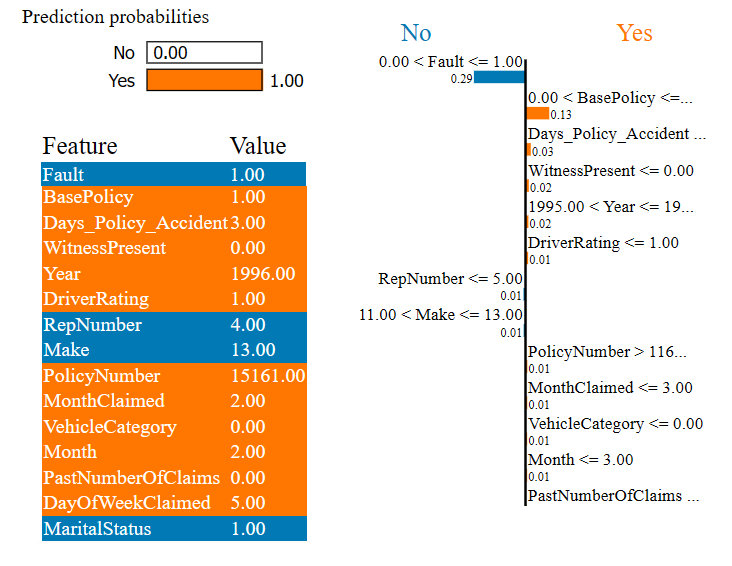 Prediction probabilities
No 0.00
Yes 1.00
Feature Value
Fault 1.00
BasePolicy 1.00
Days_Policy_Accident 3.00
WitnessPresent 0.00
Year 1996.00
DriverRating 1.00
RepNumber 4.00
Make 13.00
PolicyNumber 15161.00
MonthClaimed 2.00
VehicleCategory 0.00
Month 2.00
PastNumberOfClaims 0.00
DayOfWeekClaimed 5.00
MaritalStatus 1.00
No Yes
0.00 < Fault <= 1.00
0.29
0.00 < BasePolicy <=...
0.13
Days_Policy_Accident ...
0.03
WitnessPresent <= 0.00
0.02
1995.00 < Year <= 19...
0.02
DriverRating <= 1.00
0.01
RepNumber <= 5.00
0.01
11.00 < Make <= 13.00
0.01
PolicyNumber > 116...
0.01
MonthClaimed <= 3.00
0.01
VehicleCategory <= 0.00
0.01
Month <= 3.00
0.01
PastNumberOfClaims ...